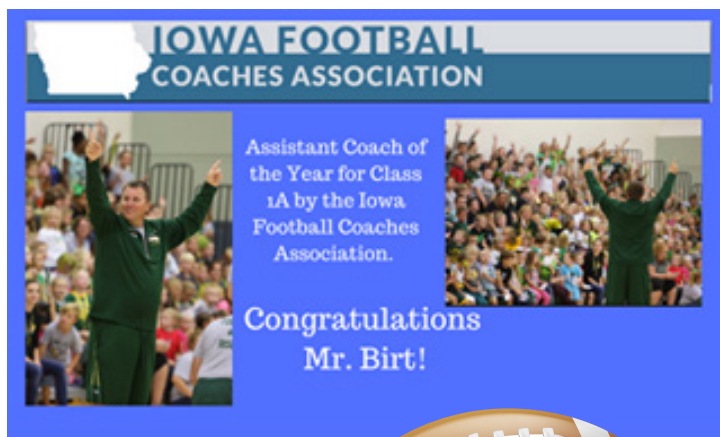 IOWA FOOTBALL
COACHES ASSOCIATION
Assistant Coach of
the Year for Class
1A by the Iowa
Football Coaches
Association.
Congratulations
Mr. Birt!